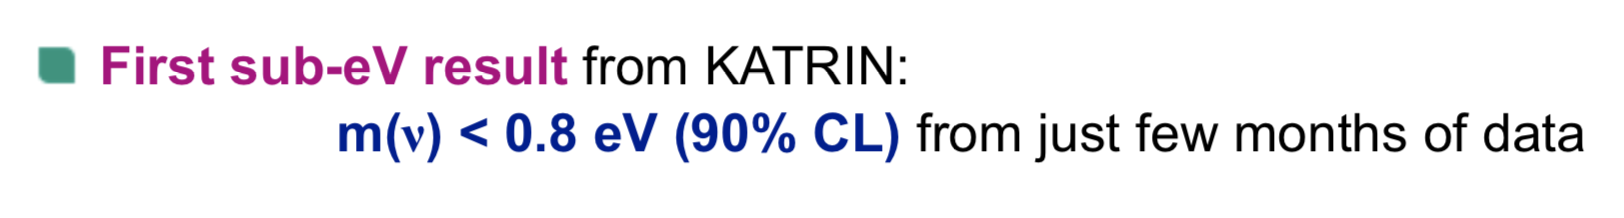 First sub-eV result from KATRIN:
m(ν) < 0.8 eV (90% CL) from just few months of data